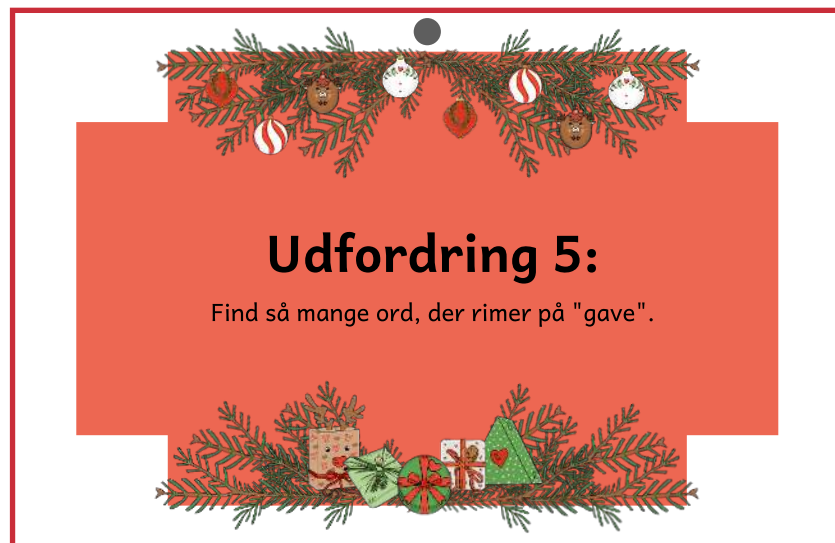 Udfordring 5:
Find så mange ord, der rimer på "gave".